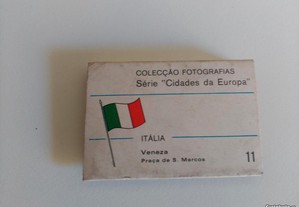 COLECÇÃO FOTOGRAFIAS
Série "Cidades da Europa"
ITÁLIA
Veneza
Praça de S. Marcos
11